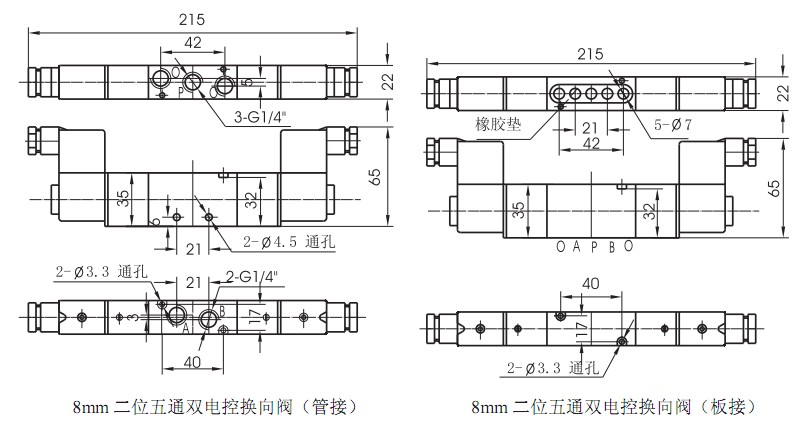 215
42
O
P
O
5
22
3-G1/4"
65
35
32
6
21
2-Ø4.5 通孔
2-Ø3.3 通孔
21
2-G1/4"
3
A
B
17
40
8mm 二位五通双电控换向阀（管接）
215
22
橡胶垫
21
5-Ø7
42
65
35
32
O A P B O
40
17
2-Ø3.3 通孔
8mm 二位五通双电控换向阀（板接）